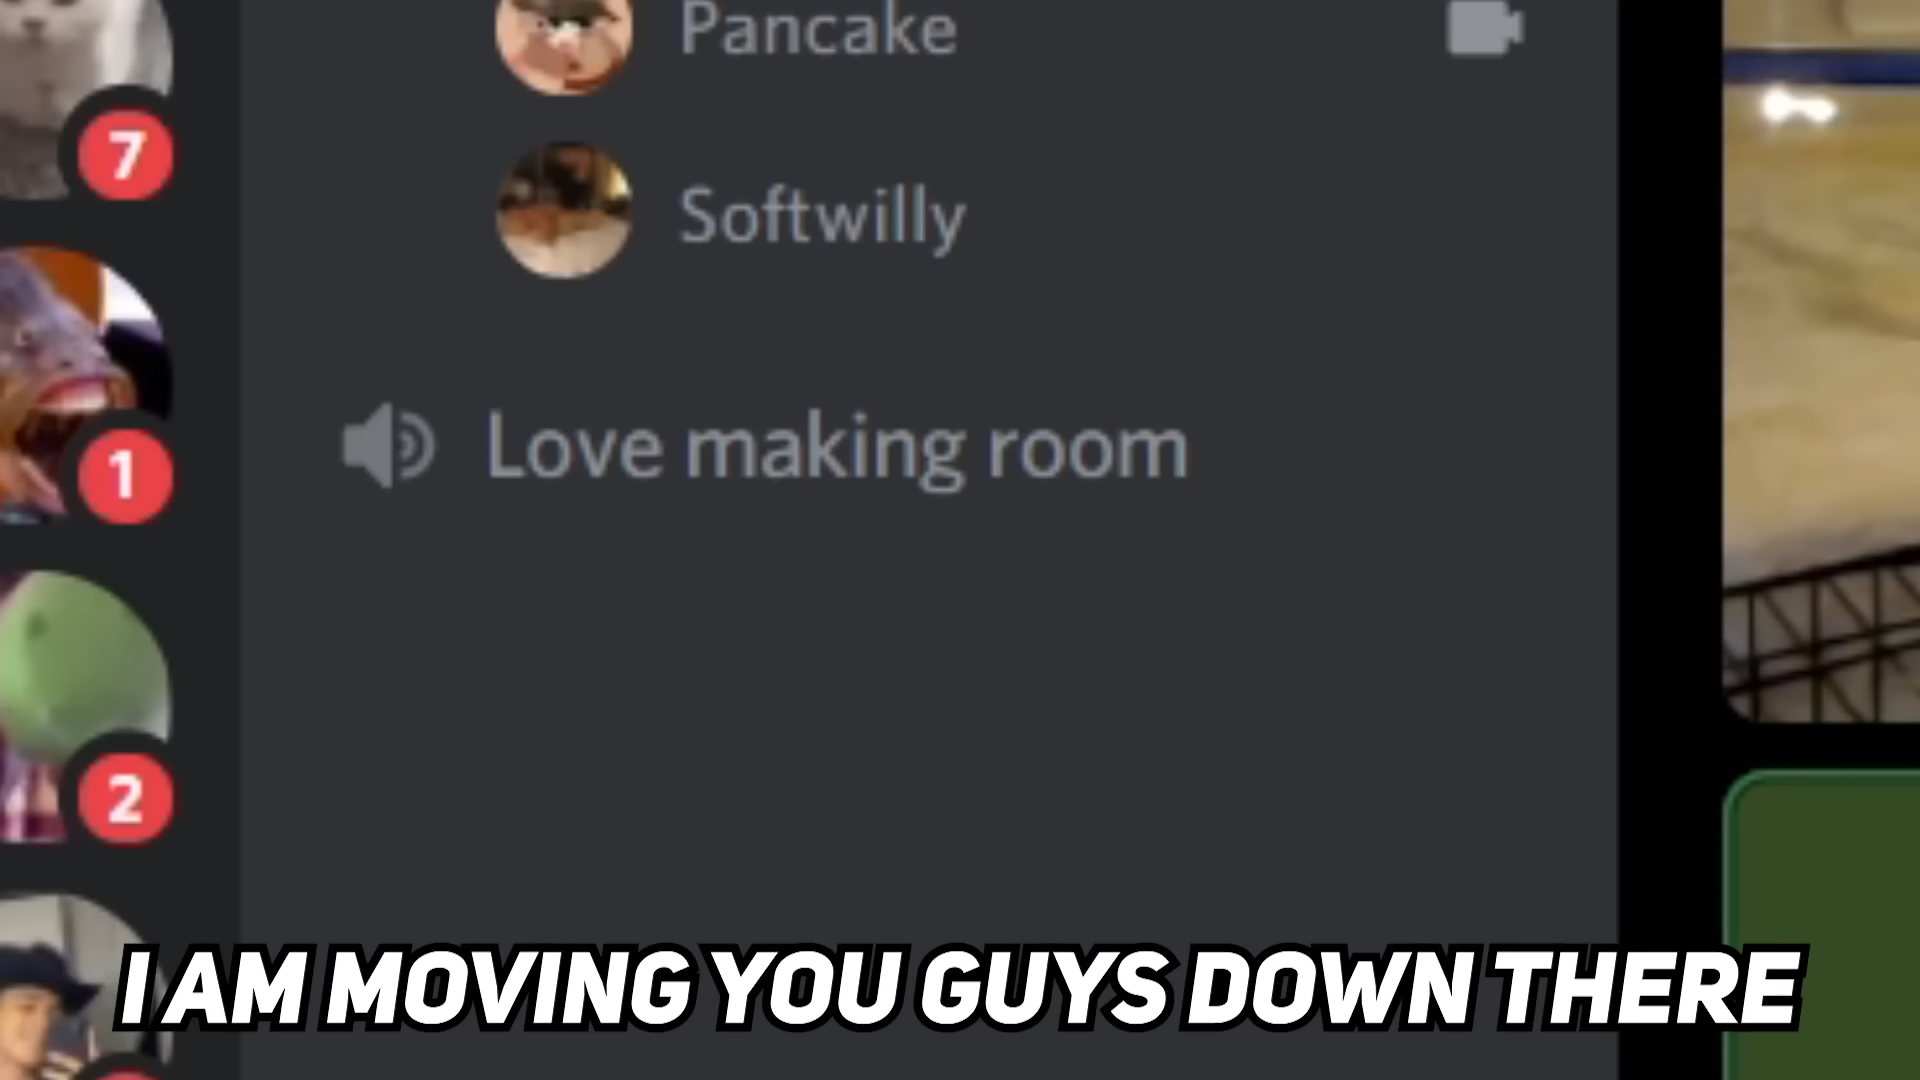 Pancake
7
Softwilly
1
Love making room
2
I AM MOVING YOU GUYS DOWN THERE